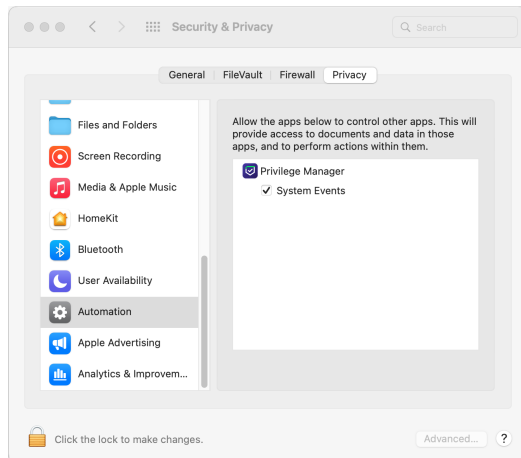 Security & Privacy
Search
General
FileVault
Firewall
Privacy
Files and Folders
Screen Recording
Media & Apple Music
HomeKit
Bluetooth
User Availability
Automation
Apple Advertising
Analytics & Improvem...
Allow the apps below to control other apps. This will
provide access to documents and data in those
apps, and to perform actions within them.
Privilege Manager
System Events
Click the lock to make changes.
Advanced...
?